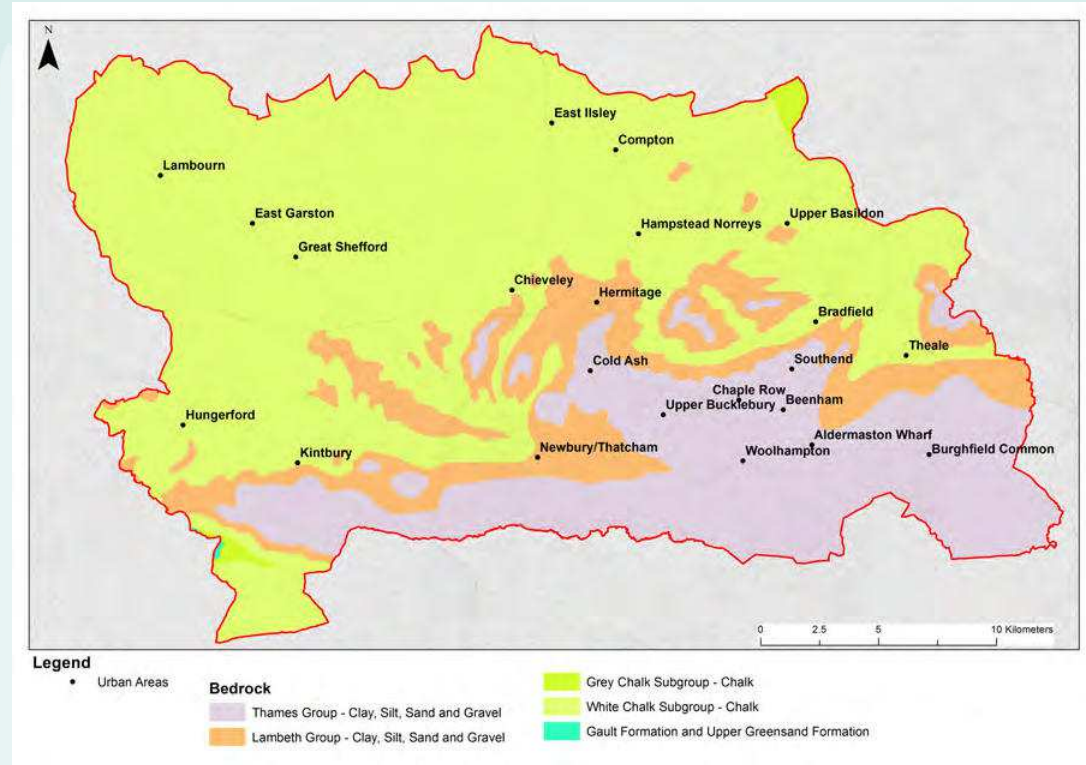 N
East Ilsley
Compton
Lambourn
East Garston
Upper Basildon
Hampstead Norreys
Great Shefford
Chieveley
Hermitage
Bradfield
Theale
Southend
Cold Ash
Chaple Row
Upper Bucklebury
Beenham
Hungerford
Aldermaston Wharf
Newbury/Thatcham
Woolhampton
Burghfield Common
Kintbury
0 2.5 5 10 Kilometers
Legend
Urban Areas
Bedrock
Thames Group - Clay, Silt, Sand and Gravel
Lambeth Group - Clay, Silt, Sand and Gravel
Grey Chalk Subgroup - Chalk
White Chalk Subgroup - Chalk
Gault Formation and Upper Greensand Formation